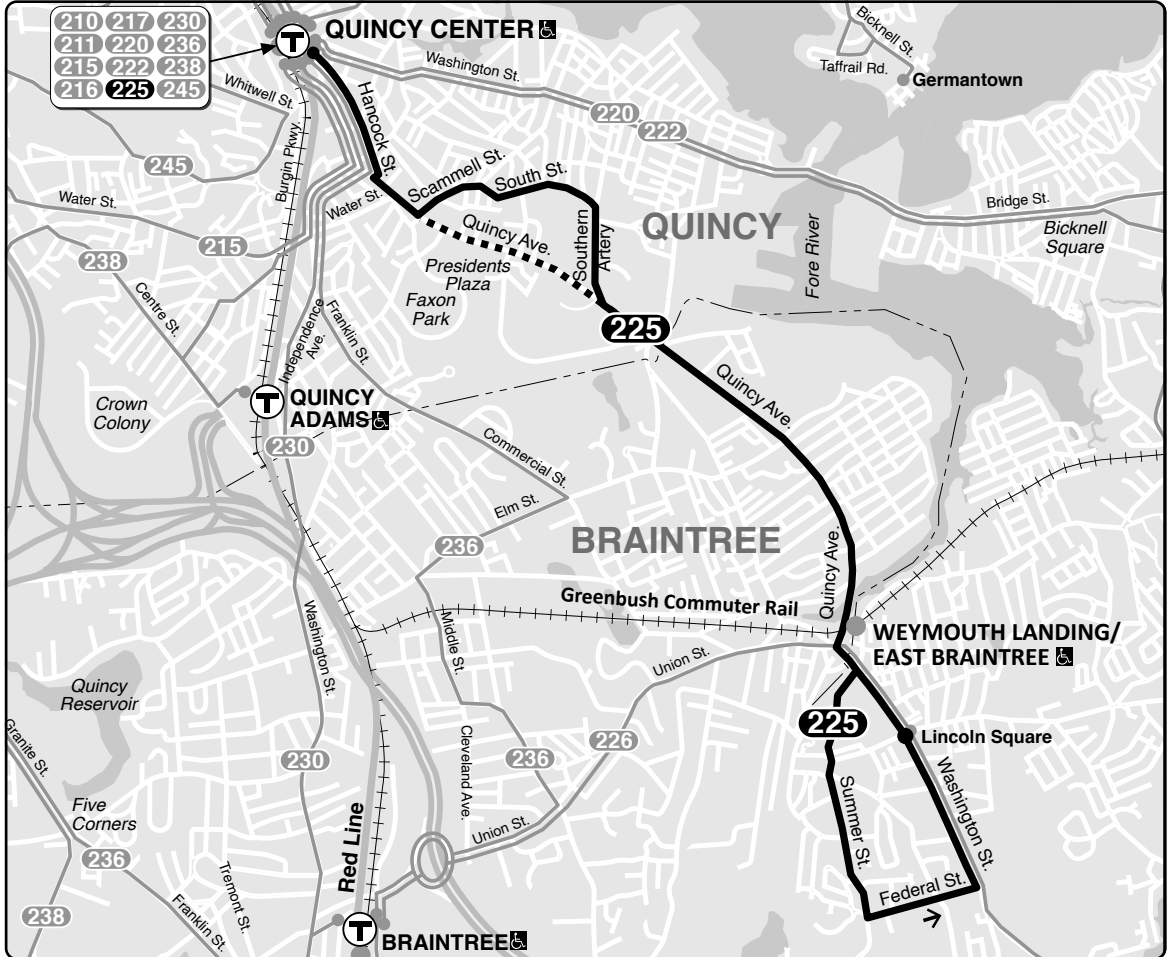 210 217 230
211 220 236
215 222 238
216 225 245
T
QUINCY CENTER
Washington St.
Bicknell St.
Taffrail Rd.
Germantown
Whitwell St.
Hancock St.
220
222
245
Burgin Pkwy.
Scammell St.
South St.
Water St.
Water St.
Bridge St.
QUINCY
Bicknell
Square
215
Quincy Ave.
Southern
Artery
Fore River
238
Presidents
Plaza
Faxon
Park
Centre St.
Independence
Ave.
Franklin St.
225
T
QUINCY
ADAMS
Quincy Ave.
Crown
Colony
230
Commercial St.
Elm St.
236
BRAINTREE
Quincy Ave.
Greenbush Commuter Rail
WEYMOUTH LANDING/
EAST BRAINTREE
Washington St.
Middle St.
Union St.
Quincy
Reservoir
225
Lincoln Square
Granite St.
230
Cleveland Ave.
236
226
Washington St.
Summer St.
Five
Corners
Red Line
Union St.
236
Tremont St.
Federal St.
Franklin St.
238
T
BRAINTREE